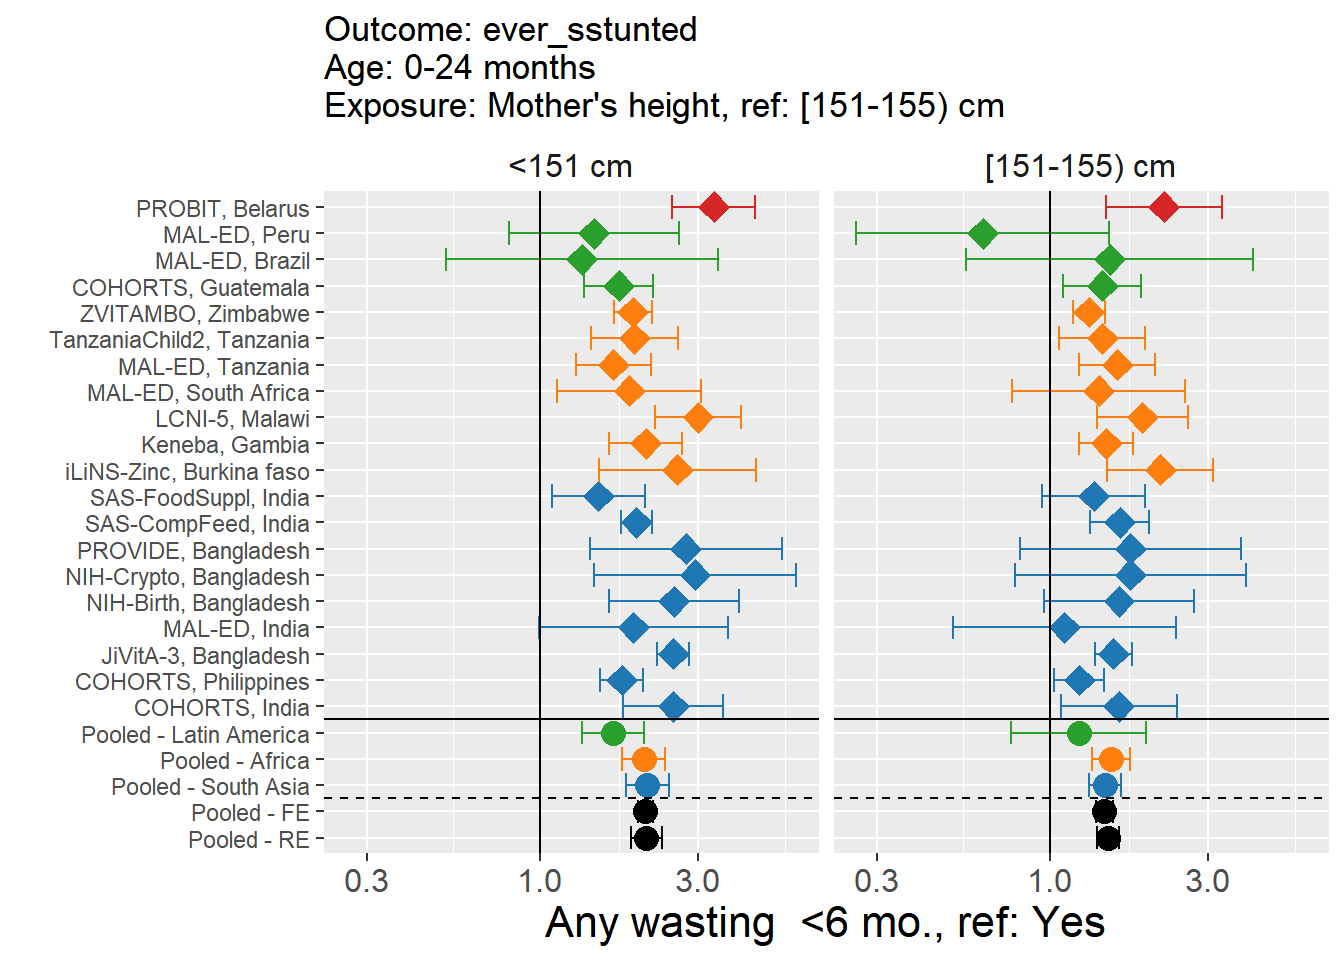 Outcome: ever_sstunted
Age: 0-24 months
Exposure: Mother's height, ref: [151-155) cm
<151 cm
[151-155) cm
PROBIT, Belarus
MAL-ED, Peru
MAL-ED, Brazil
COHORTS, Guatemala
ZVITAMBO, Zimbabwe
TanzaniaChild2, Tanzania
MAL-ED, Tanzania
MAL-ED, South Africa
LCNI-5, Malawi
Keneba, Gambia
iLiNS-Zinc, Burkina faso
SAS-FoodSuppl, India
SAS-CompFeed, India
PROVIDE, Bangladesh
NIH-Crypto, Bangladesh
NIH-Birth, Bangladesh
MAL-ED, India
JiVitA-3, Bangladesh
COHORTS, Philippines
COHORTS, India
Pooled - Latin America
Pooled - Africa
Pooled - South Asia
Pooled - FE
Pooled - RE
0.3 1.0 3.0 0.3 1.0 3.0
Any wasting  <6 mo., ref: Yes